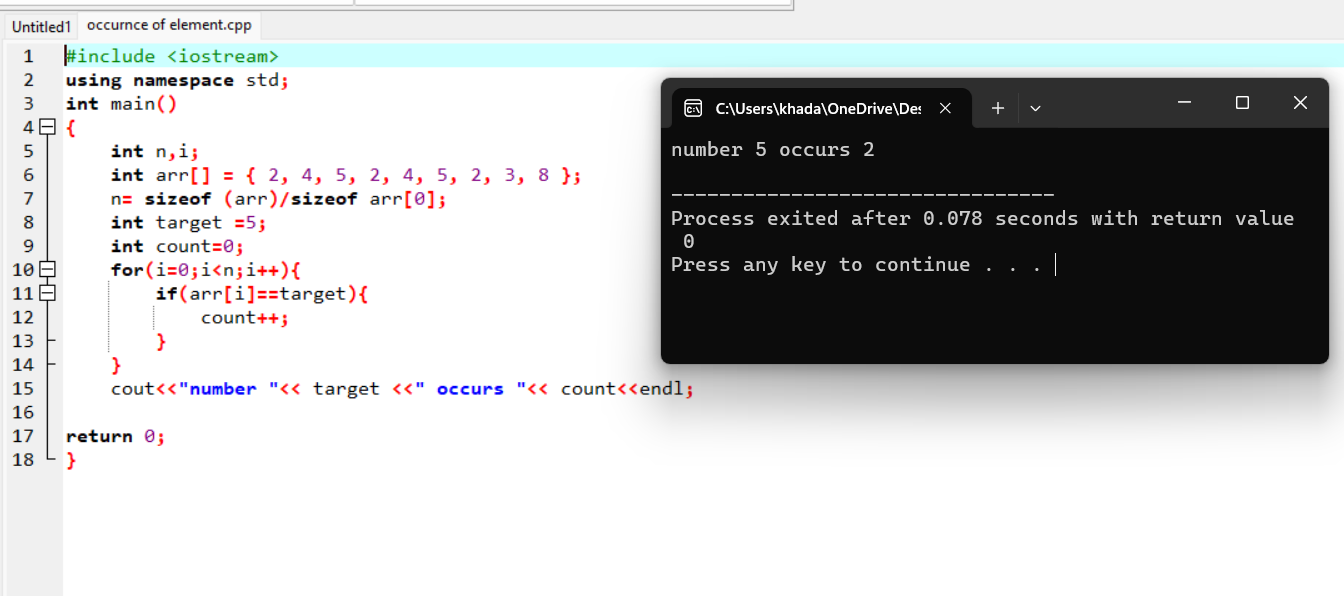 Untitled1 occurnce of element.cpp
1 #include <iostream>
2 using namespace std;
3 int main()
4 {
5 int n,i;
6 int arr[] = { 2, 4, 5, 2, 4, 5, 2, 3, 8 };
7 n= sizeof (arr)/sizeof arr[0];
8 int target =5;
9 int count=0;
10 for(i=0;i<n;i++){
11 if(arr[i]==target){
12 count++;
13 }
14 }
15 cout<<"number "<< target <<" occurs "<< count<<endl;
16
17 return 0;
18 }
C:\Users\khada\OneDrive\Des
number 5 occurs 2
--------------------------------
Process exited after 0.078 seconds with return value
0
Press any key to continue . . .